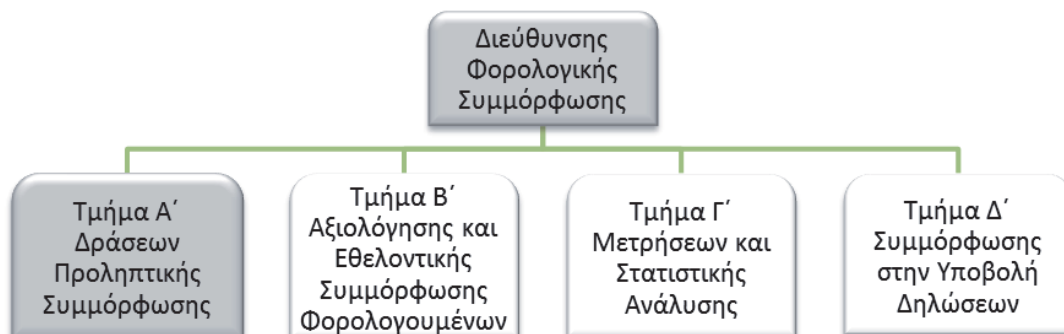 Διεύθυνσης
Φορολογικής
Συμμόρφωσης
Τμήμα Α΄
Δράσεων
Προληπτικής
Συμμόρφωσης
Τμήμα Β΄
Αξιολόγησης και
Εθελοντικής
Συμμόρφωσης
Φορολογουμένων
Τμήμα Γ΄
Μετρήσεων και
Στατιστικής
Ανάλυσης
Τμήμα Δ΄
Συμμόρφωσης
στην Υποβολή
Δηλώσεων